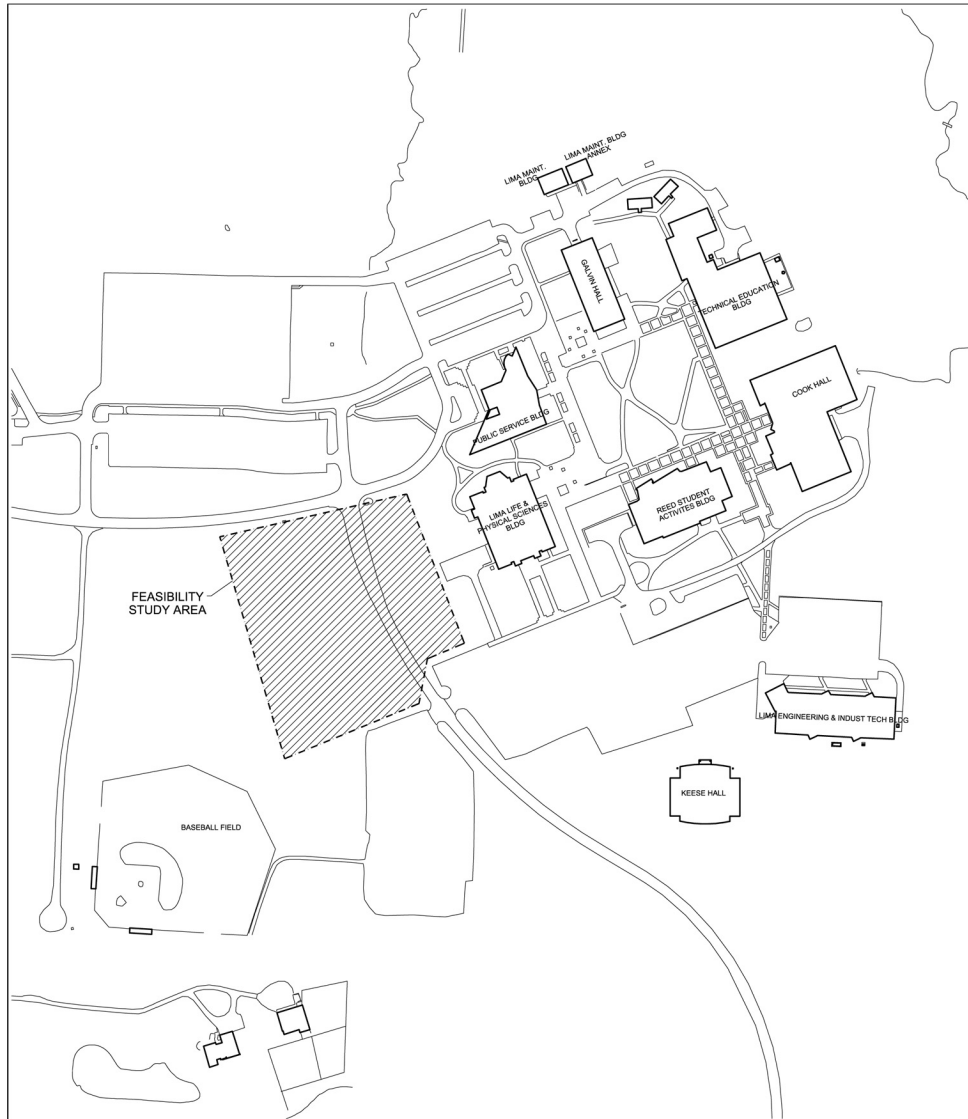 LIMA MAINT. BLDG
ANNEX
LIMA MAINT.
BLDG
GALVIN HALL
TECHNICAL EDUCATION
BLDG
COOK HALL
PUBLIC SERVICE BLDG
LIMA LIFE &
PHYSICAL SCIENCES
BLDG
REED STUDENT
ACTIVITES BLDG
FEASIBILITY
STUDY AREA
LIMA ENGINEERING & INDUST TECH BLDG
KEESE HALL
BASEBALL FIELD